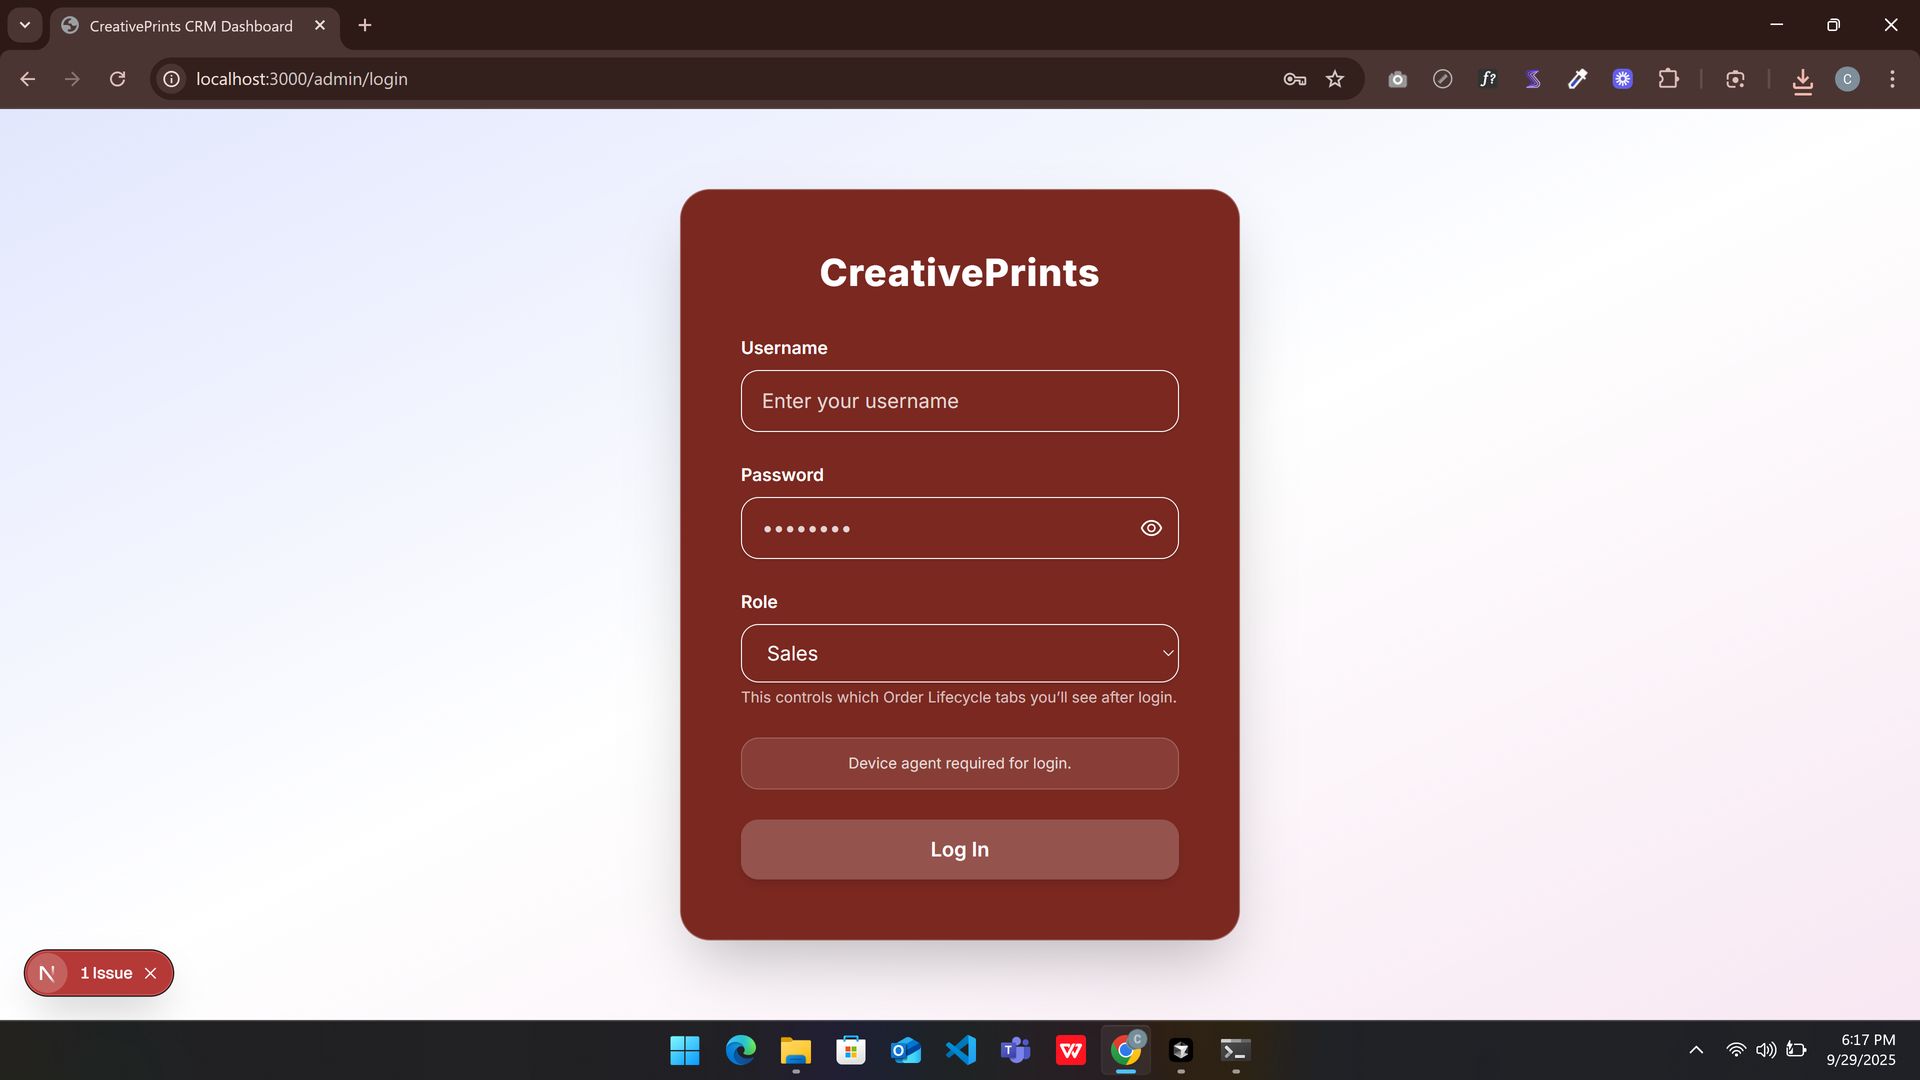 CreativePrints CRM Dashboard
localhost:3000/admin/login
f?
C
CreativePrints
Username
Enter your username
Password
••••••••
Role
Sales
This controls which Order Lifecycle tabs you’ll see after login.
Device agent required for login.
Log In
N 1 Issue
C
6:17 PM
9/29/2025